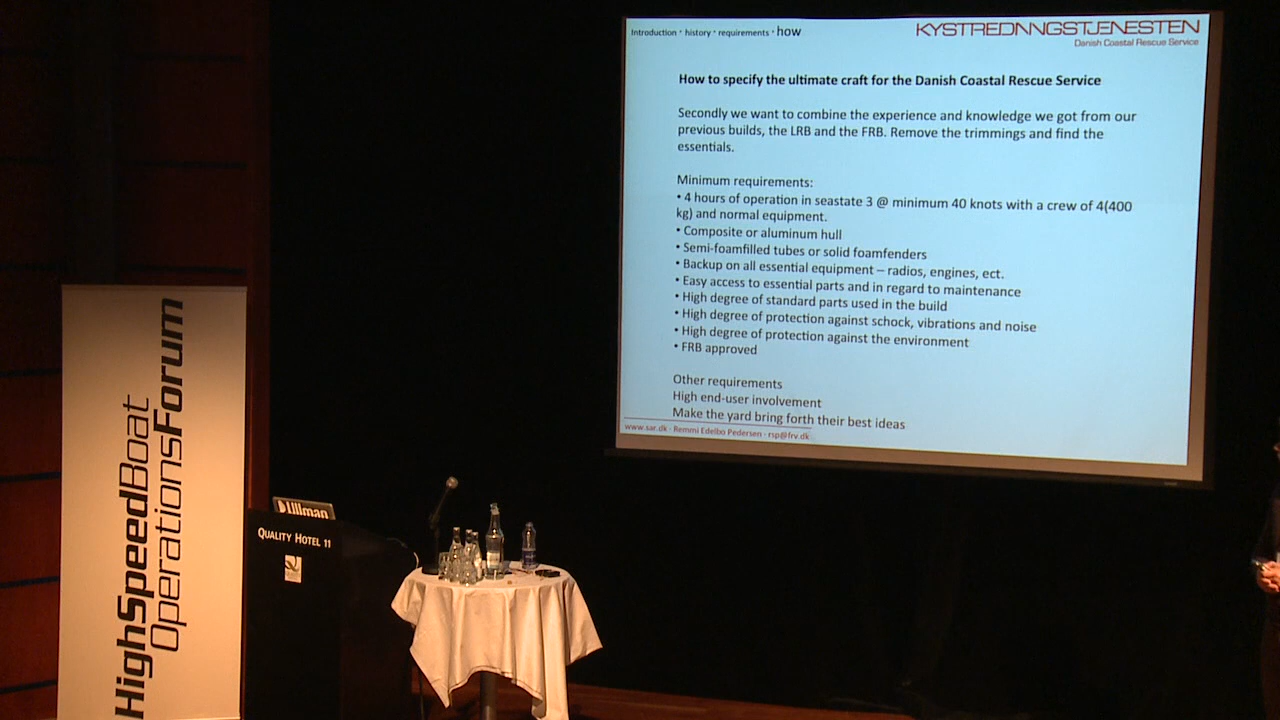 Introduction · history · requirements · how
KYSTREDNINGSTJENESTEN
Danish Coastal Rescue Service
How to specify the ultimate craft for the Danish Coastal Rescue Service
Secondly we want to combine the experience and knowledge we got from our
previous builds, the LRB and the FRB. Remove the trimmings and find the
essentials.
Minimum requirements:
• 4 hours of operation in seastate 3 @ minimum 40 knots with a crew of 4(400
kg) and normal equipment.
• Composite or aluminum hull
• Semi-foamfilled tubes or solid foamfenders
• Backup on all essential equipment – radios, engines, ect.
• Easy access to essential parts and in regard to maintenance
• High degree of standard parts used in the build
• High degree of protection against schock, vibrations and noise
• High degree of protection against the environment
• FRB approved
Other requirements
High end-user involvement
Make the yard bring forth their best ideas
www.sar.dk · Remmi Edelbo Pedersen · rsp@frv.dk
HighSpeedBoat
OperationsForum
Ullman
QUALITY HOTEL 11